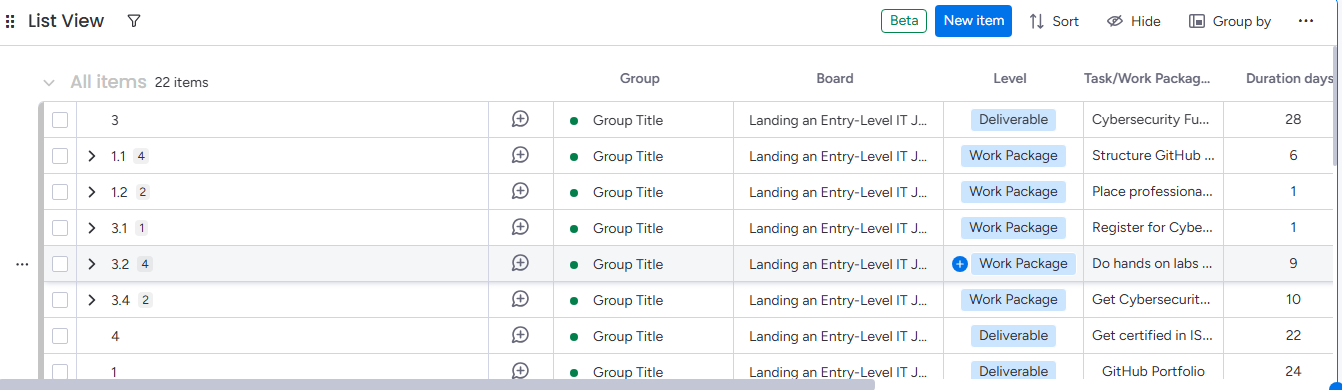 List View Beta New item Sort Hide Group by
All items 22 items Group Board Level Task/Work Packag... Duration days
3 Group Title Landing an Entry-Level IT J... Deliverable Cybersecurity Fu... 28
1.1 4 Group Title Landing an Entry-Level IT J... Work Package Structure GitHub ... 6
1.2 2 Group Title Landing an Entry-Level IT J... Work Package Place professiona... 1
3.1 1 Group Title Landing an Entry-Level IT J... Work Package Register for Cybe... 1
3.2 4 Group Title Landing an Entry-Level IT J... Work Package Do hands on labs ... 9
3.4 2 Group Title Landing an Entry-Level IT J... Work Package Get Cybersecurit... 10
4 Group Title Landing an Entry-Level IT J... Deliverable Get certified in IS... 22
1 Group Title Landing an Entry-Level IT J... Deliverable GitHub Portfolio 24